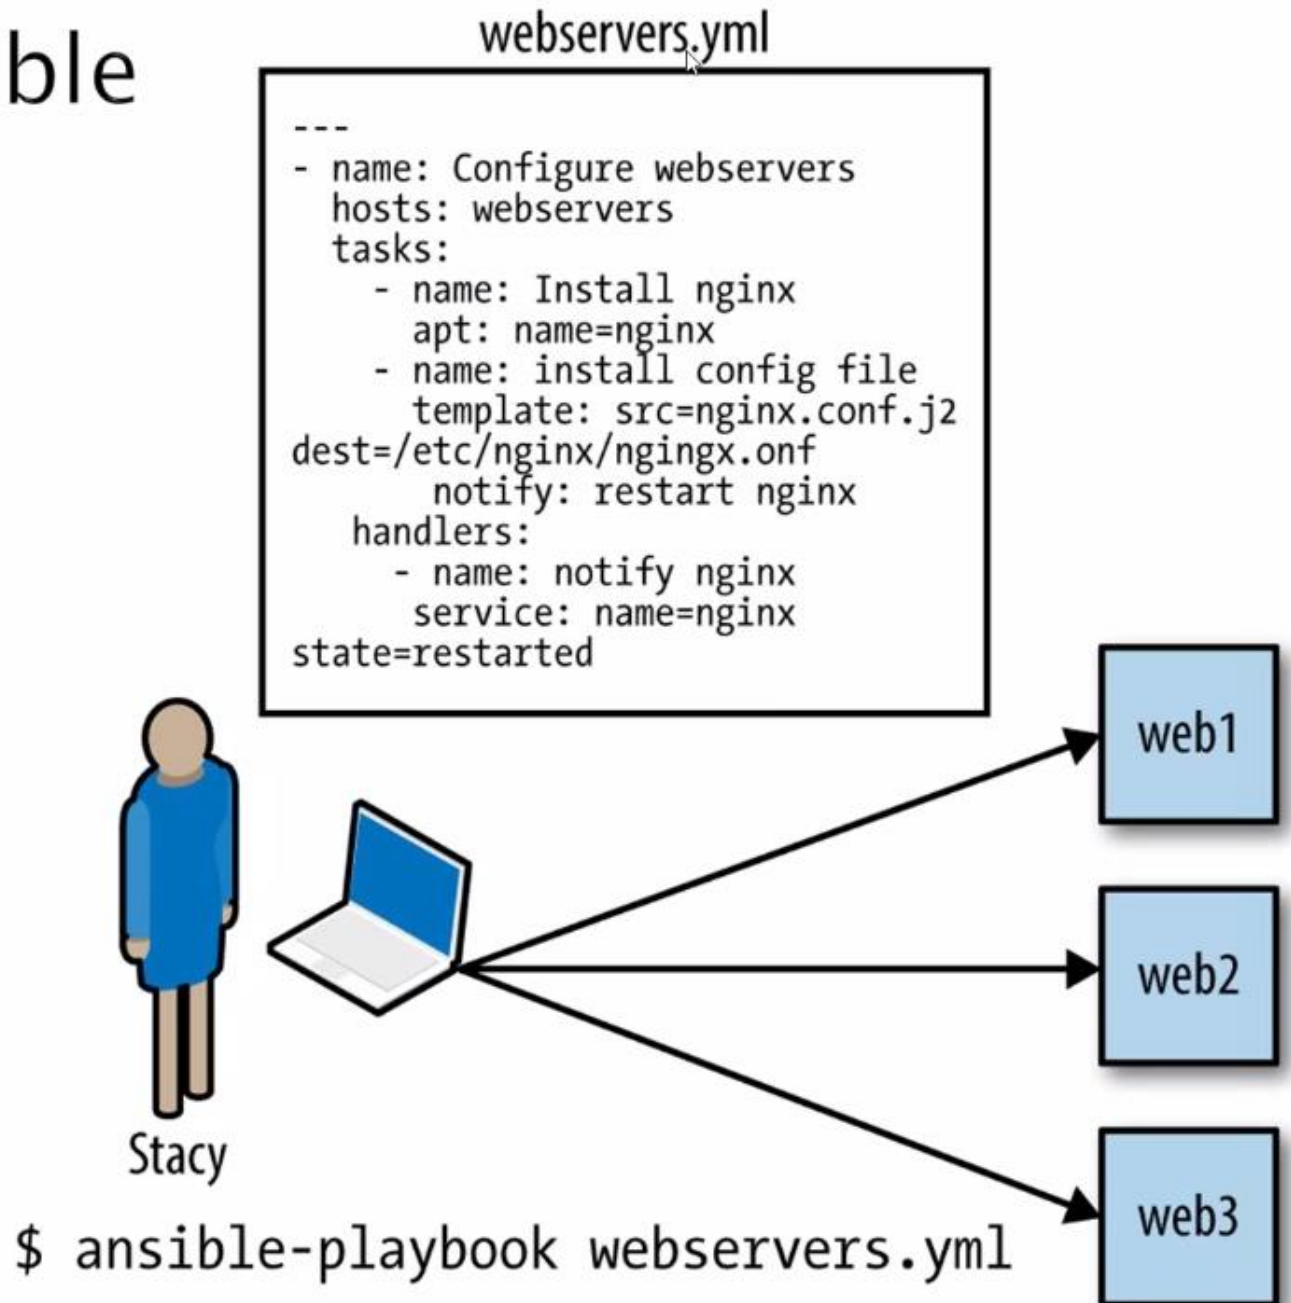 ble
webservers.yml
---
- name: Configure webservers
hosts: webservers
tasks:
- name: Install nginx
apt: name=nginx
- name: install config file
template: src=nginx.conf.j2
dest=/etc/nginx/ngingx.onf
notify: restart nginx
handlers:
- name: notify nginx
service: name=nginx
state=restarted
web1
web2
web3
Stacy
$ ansible-playbook webservers.yml